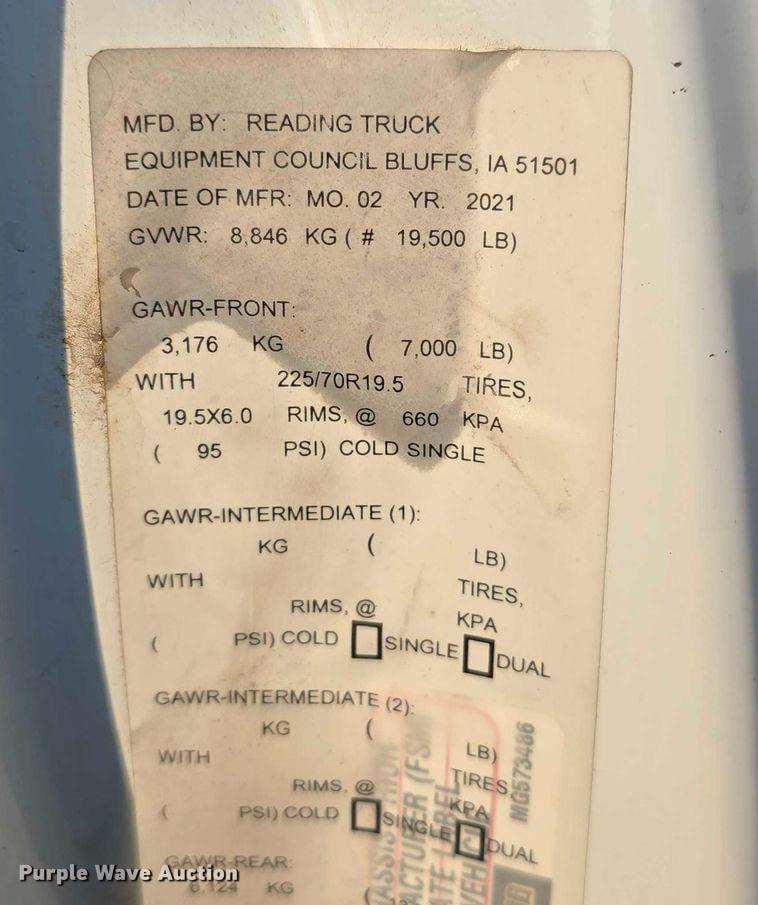 MFD. BY: READING TRUCK
EQUIPMENT COUNCIL BLUFFS, IA 51501
DATE OF MFR: MO. 02 YR. 2021
GVWR: 8,846 KG ( # 19,500 LB)
GAWR-FRONT:
3,176 KG ( 7,000 LB)
WITH 225/70R19.5 TIRES,
19.5X6.0 RIMS, @ 660 KPA
( 95 PSI) COLD SINGLE
GAWR-INTERMEDIATE (1):
KG ( LB)
WITH TIRES,
RIMS, @ KPA
( PSI) COLD SINGLE DUAL
GAWR-INTERMEDIATE (2):
KG ( LB)
WITH TIRES,
RIMS, @ KPA
( PSI) COLD SINGLE DUAL
GAWR-REAR:
6,124 KG (
MG573486
Purple Wave Auction